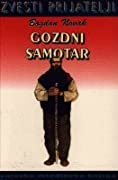 ZVESTI PRIJATELJI
Bogdan Novak
GOZDNI
SAMOTAR